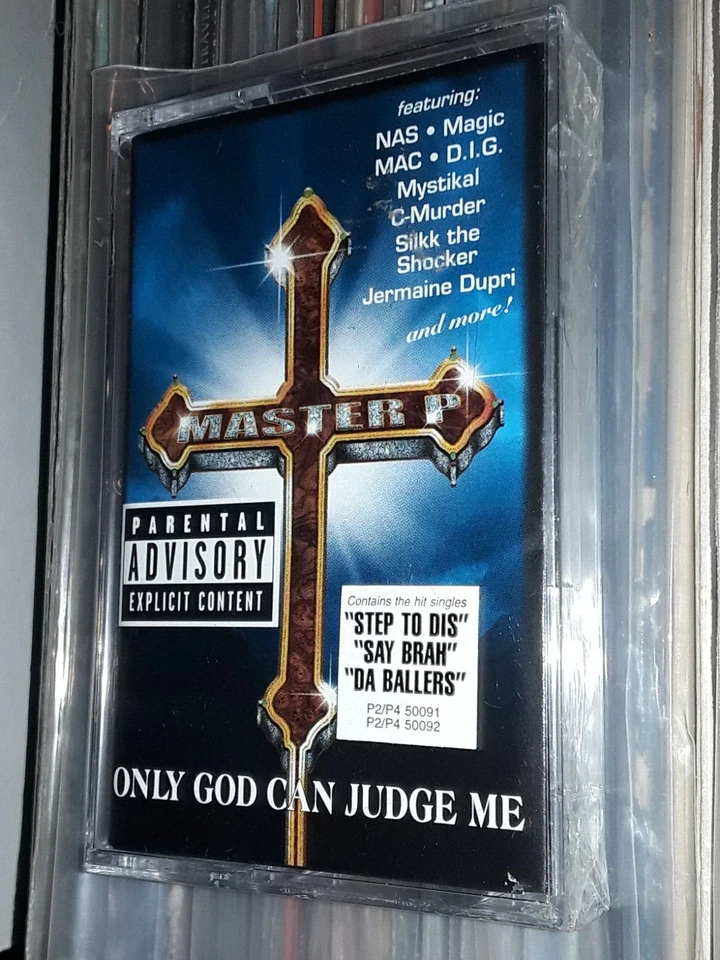 featuring:
NAS • Magic
MAC • D.I.G.
Mystikal
C-Murder
Silkk the
Shocker
Jermaine Dupri
and more!
MASTER P
PARENTAL
ADVISORY
EXPLICIT CONTENT
Contains the hit singles
"STEP TO DIS"
"SAY BRAH"
"DA BALLERS"
P2/P4 50091
P2/P4 50092
ONLY GOD CAN JUDGE ME